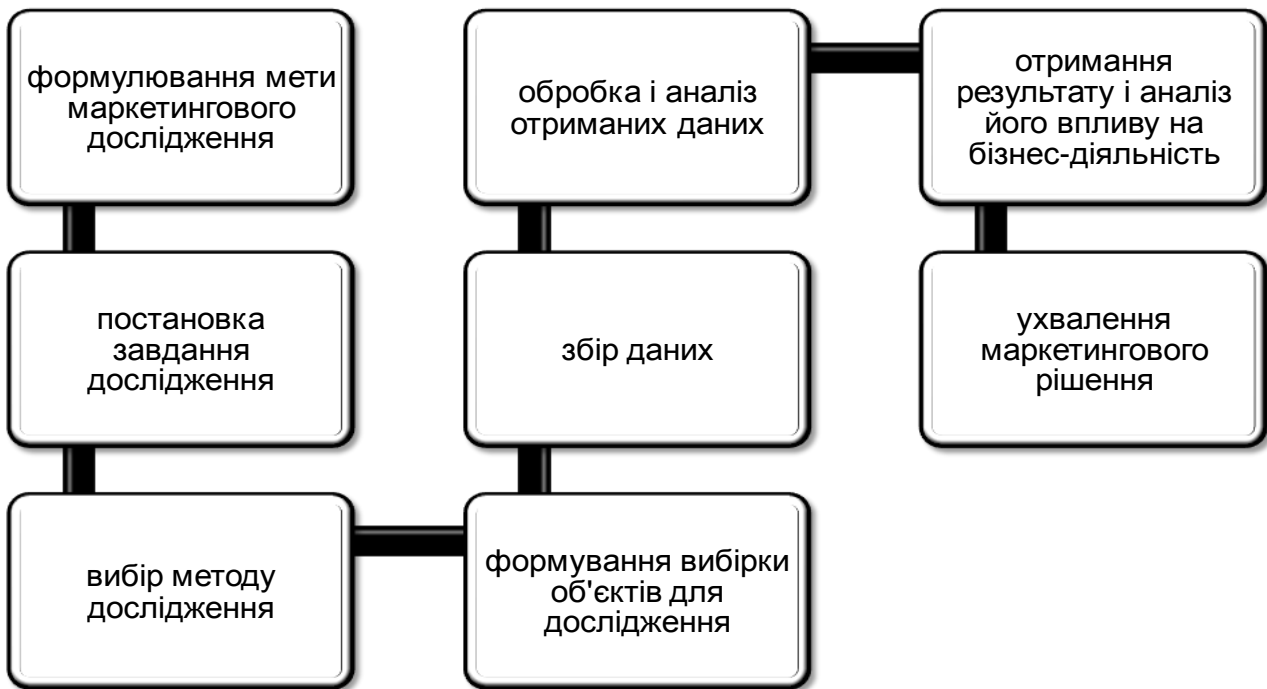 формулювання мети
маркетингового
дослідження
постановка
завдання
дослідження
вибір методу
дослідження
формування вибірки
об'єктів для
дослідження
збір даних
обробка і аналіз
отриманих даних
отримання
результату і аналіз
його впливу на
бізнес-діяльність
ухвалення
маркетингового
рішення